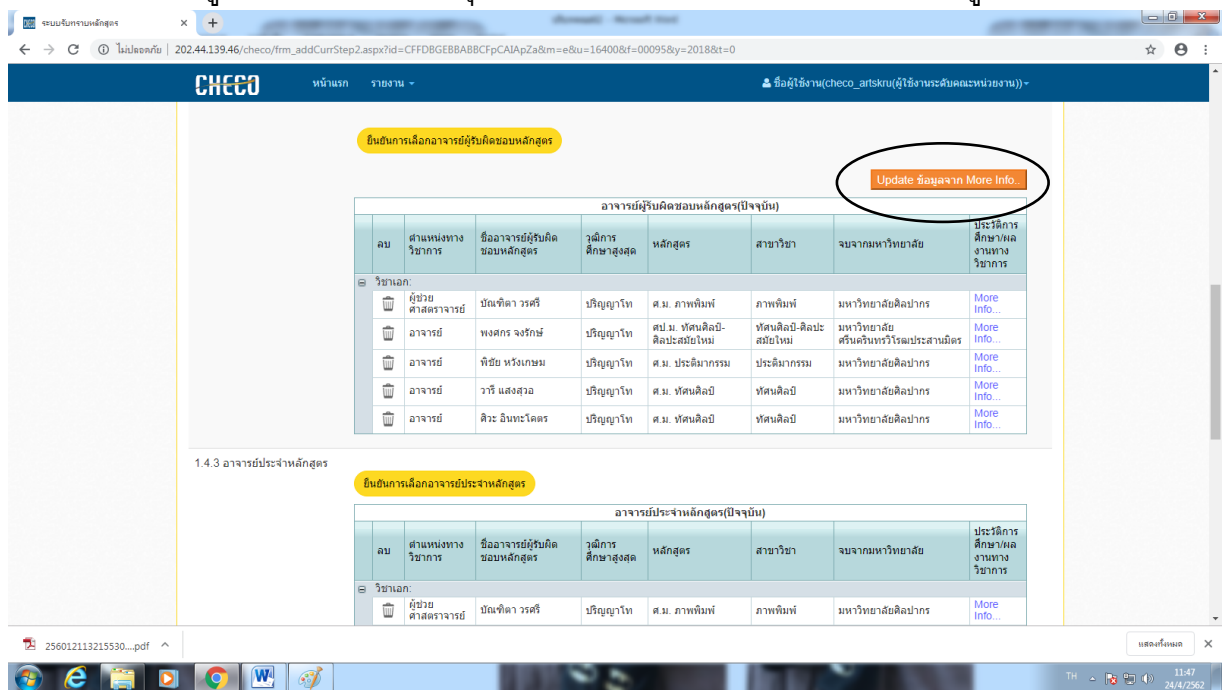 ระบบรับทราบหลักสูตร
ไม่ปลอดภัย | 202.44.139.46/checo/frm_addCurrStep2.aspx?id=CFFDBGEBBABBCFpCAIApZa&m=e&u=16400&f=00095&y=2018&t=0
CHECO หน้าแรก รายงาน ชื่อผู้ใช้งาน(checo_artskru(ผู้ใช้งานระดับคณะหน่วยงาน))
ยืนยันการเลือกอาจารย์ผู้รับผิดชอบหลักสูตร
Update ข้อมูลจาก More Info..
อาจารย์ผู้รับผิดชอบหลักสูตร(ปัจจุบัน)
ลบ ตำแหน่งทางวิชาการ ชื่ออาจารย์ผู้รับผิดชอบหลักสูตร วุฒิการศึกษาสูงสุด หลักสูตร สาขาวิชา จบจากมหาวิทยาลัย ประวัติการศึกษา/ผลงานทางวิชาการ
วิชาเอก:
ผู้ช่วยศาสตราจารย์ บัณฑิตา วรศรี ปริญญาโท ศ.ม. ภาพพิมพ์ ภาพพิมพ์ มหาวิทยาลัยศิลปากร More Info...
อาจารย์ พงศกร จงรักษ์ ปริญญาโท ศป.ม. ทัศนศิลป์-ศิลปะสมัยใหม่ ทัศนศิลป์-ศิลปะสมัยใหม่ มหาวิทยาลัยศรีนครินทรวิโรฒประสานมิตร More Info...
อาจารย์ พิชัย หวังเกษม ปริญญาโท ศ.ม. ประติมากรรม ประติมากรรม มหาวิทยาลัยศิลปากร More Info...
อาจารย์ วารี แสงสุวอ ปริญญาโท ศ.ม. ทัศนศิลป์ ทัศนศิลป์ มหาวิทยาลัยศิลปากร More Info...
อาจารย์ ศิวะ อินทะโคตร ปริญญาโท ศ.ม. ทัศนศิลป์ ทัศนศิลป์ มหาวิทยาลัยศิลปากร More Info...
1.4.3 อาจารย์ประจำหลักสูตร
ยืนยันการเลือกอาจารย์ประจำหลักสูตร
อาจารย์ประจำหลักสูตร(ปัจจุบัน)
ลบ ตำแหน่งทางวิชาการ ชื่ออาจารย์ผู้รับผิดชอบหลักสูตร วุฒิการศึกษาสูงสุด หลักสูตร สาขาวิชา จบจากมหาวิทยาลัย ประวัติการศึกษา/ผลงานทางวิชาการ
วิชาเอก:
ผู้ช่วยศาสตราจารย์ บัณฑิตา วรศรี ปริญญาโท ศ.ม. ภาพพิมพ์ ภาพพิมพ์ มหาวิทยาลัยศิลปากร More Info...
256012113215530....pdf แสดงทั้งหมด
TH 11:47
24/4/2562